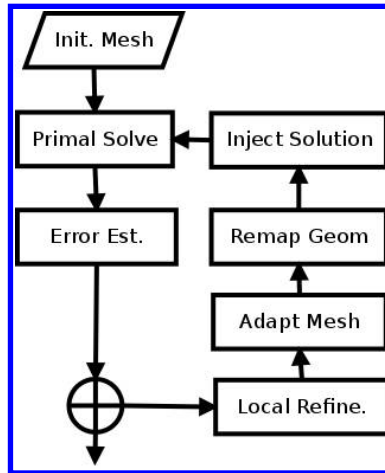 Init. Mesh
Primal Solve
Inject Solution
Error Est.
Remap Geom
Adapt Mesh
Local Refine.